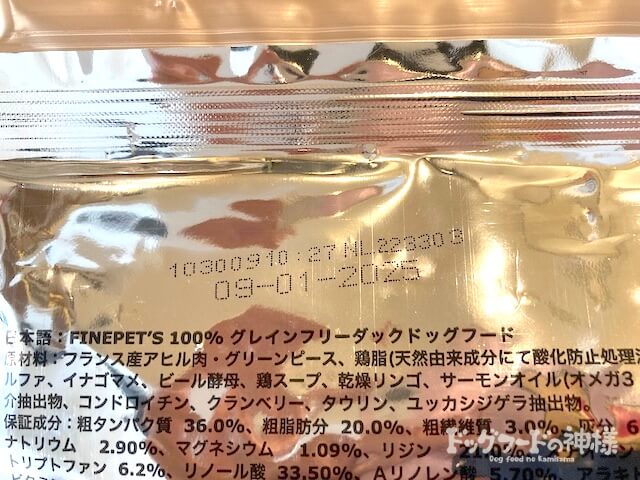 10300910:27 NL223303
09-01-2025
日本語：FINEPET'S 100% グレインフリーダックドッグフード
原材料：フランス産アヒル肉・グリーンピース、鶏脂(天然由来成分にて酸化防止処理済
ルファ、イナゴマメ、ビール酵母、鶏スープ、乾燥リンゴ、サーモンオイル(オメガ3
介抽出物、コンドロイチン、クランベリー、タウリン、ユッカシジゲラ抽出物。
保証成分：粗タンパク質 36.0%、粗脂肪分 20.0%、粗繊維質 3.0%、灰分 6
ナトリウム 2.90%、マグネシウム 1.09%、リジン
トリプトファン 6.2%、リノール酸 33.50%、Aリノレン酸 5.70%、アラキ
ドッグフードの神様
Dog food no Kamisama